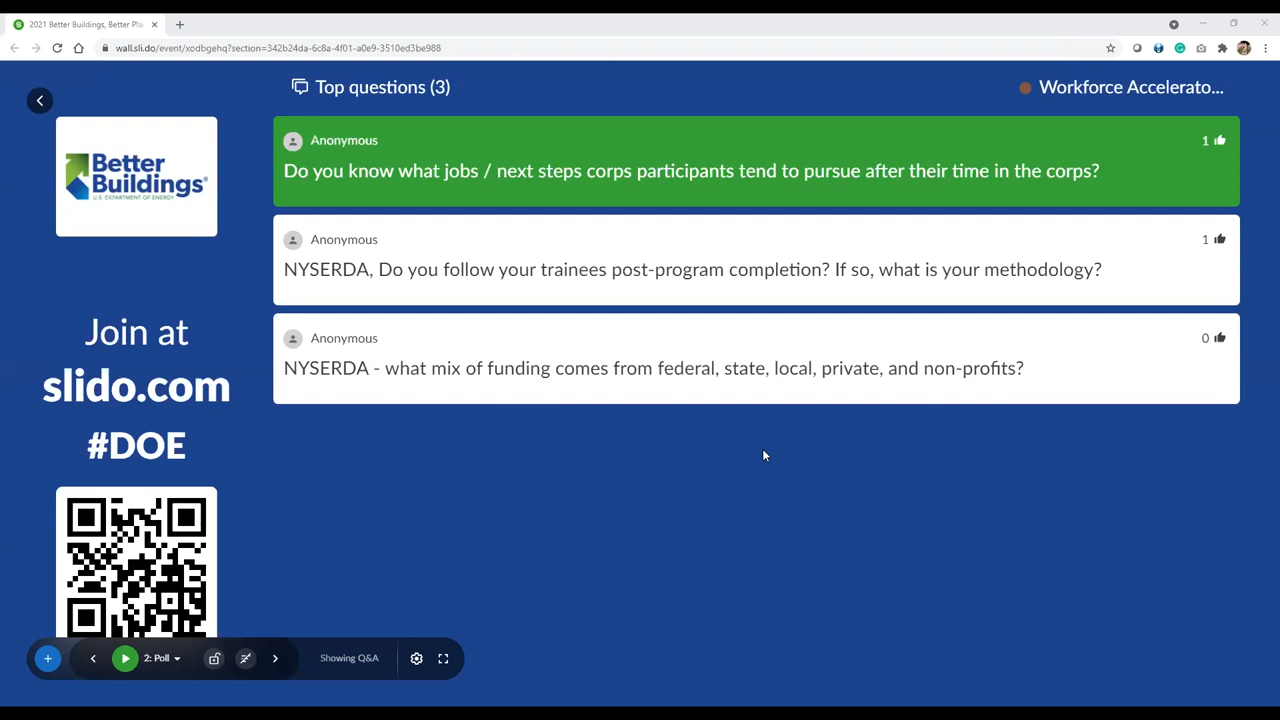 2021 Better Buildings, Better Pla
wall.sli.do/event/xodbgehq?section=342b24da-6c8a-4f01-a0e9-3510ed3be988
Top questions (3)
Workforce Accelerato...
Better
Buildings®
U.S. DEPARTMENT OF ENERGY
Join at
slido.com
#DOE
Anonymous
1
Do you know what jobs / next steps corps participants tend to pursue after their time in the corps?
Anonymous
1
NYSERDA, Do you follow your trainees post-program completion? If so, what is your methodology?
Anonymous
0
NYSERDA - what mix of funding comes from federal, state, local, private, and non-profits?
2: Poll
Showing Q&A